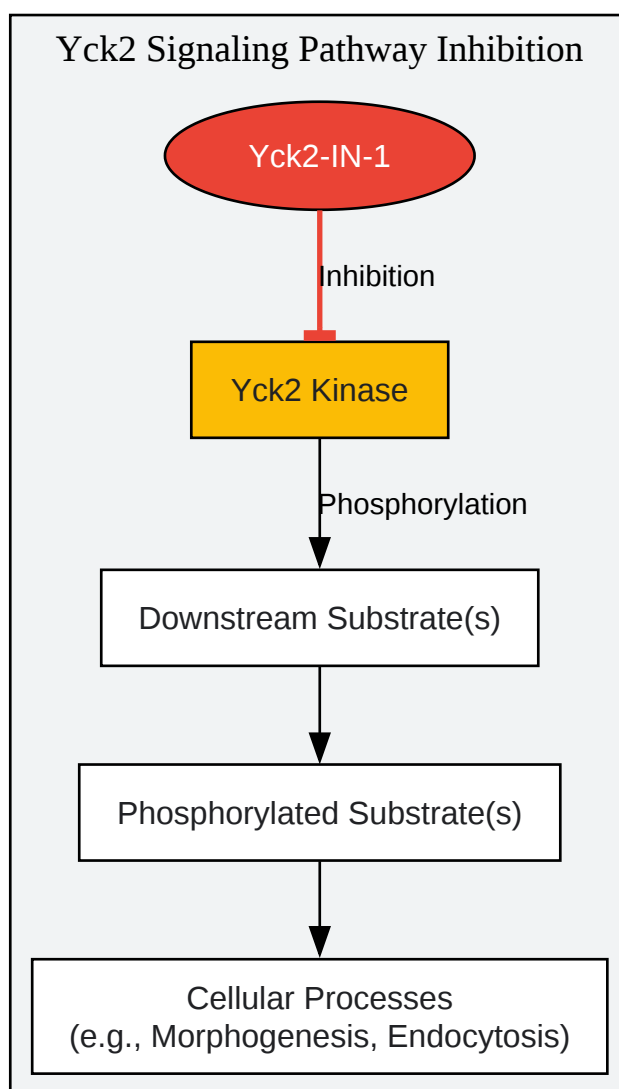 Yck2 Signaling Pathway Inhibition
Yck2-IN-1
Inhibition
Yck2 Kinase
Phosphorylation
Downstream Substrate(s)
Phosphorylated Substrate(s)
Cellular Processes
(e.g., Morphogenesis, Endocytosis)